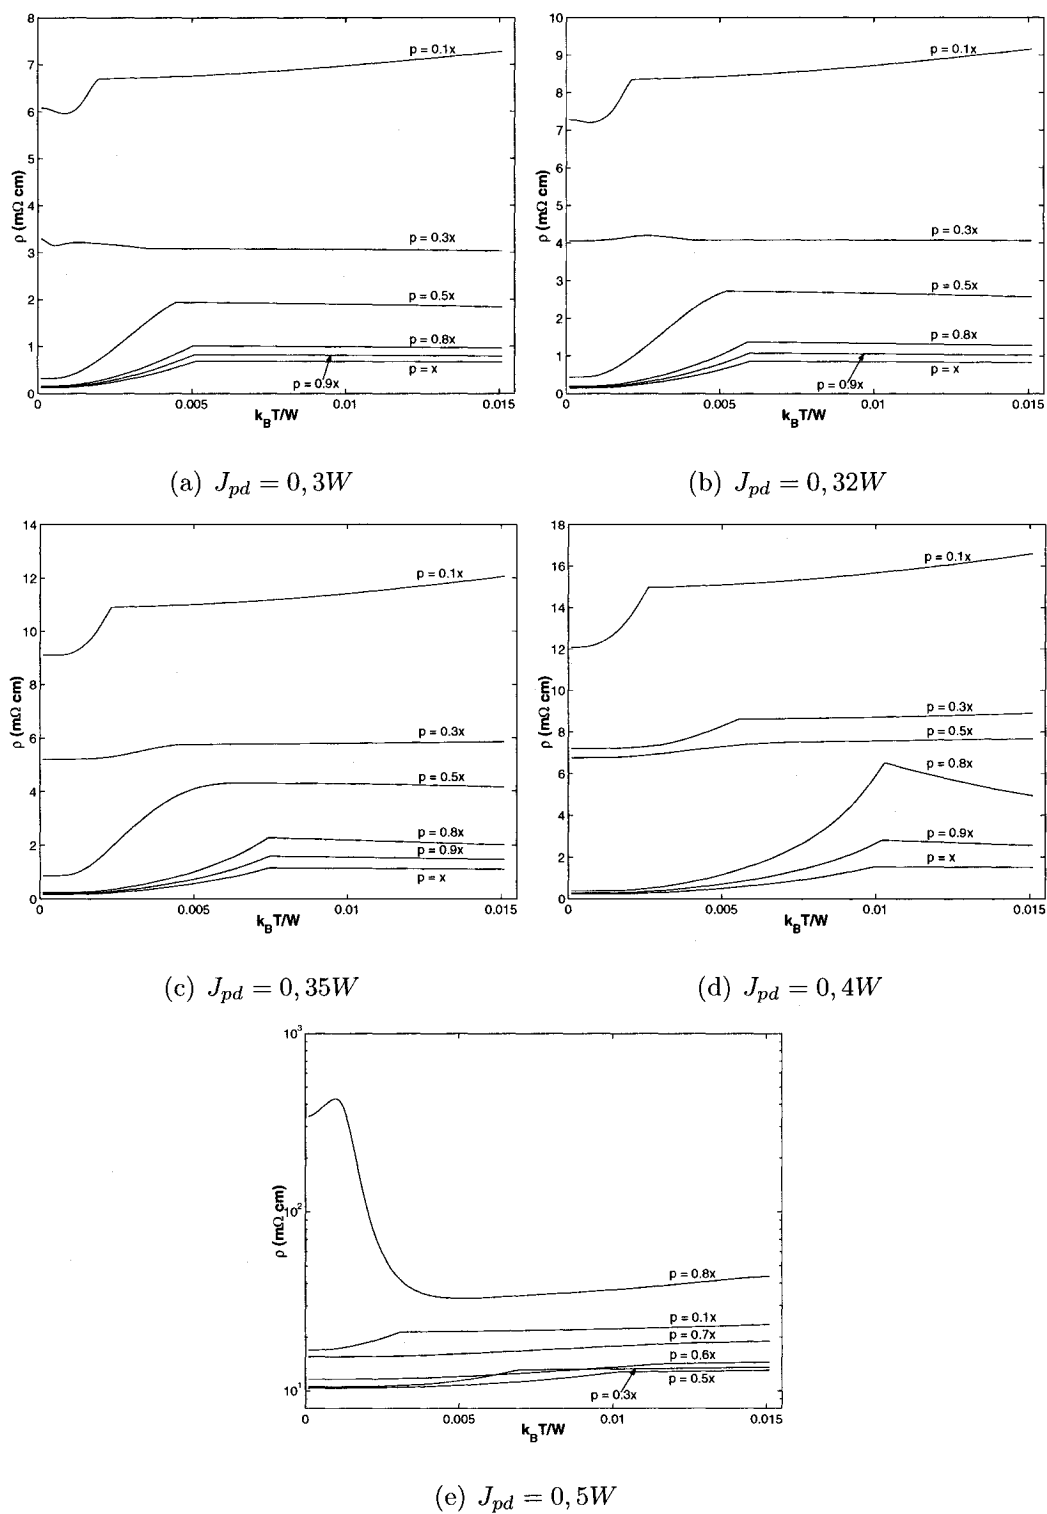 8
7
6
5
4
3
2
1
0
ρ (mΩ cm)
p = 0.1x
p = 0.3x
p = 0.5x
p = 0.8x
p = 0.9x
p = x
0 0.005 0.01 0.015
k_BT/W
(a) J_pd = 0,3W
10
9
8
7
6
5
4
3
2
1
0
ρ (mΩ cm)
p = 0.1x
p = 0.3x
p = 0.5x
p = 0.8x
p = x
p = 0.9x
0 0.005 0.01 0.015
k_BT/W
(b) J_pd = 0,32W
14
12
10
8
6
4
2
0
ρ (mΩ cm)
p = 0.1x
p = 0.3x
p = 0.5x
p = 0.8x
p = 0.9x
p = x
0 0.005 0.01 0.015
k_BT/W
(c) J_pd = 0,35W
18
16
14
12
10
8
6
4
2
0
ρ (mΩ cm)
p = 0.1x
p = 0.3x
p = 0.5x
p = 0.8x
p = 0.9x
p = x
0 0.005 0.01 0.015
k_BT/W
(d) J_pd = 0,4W
10^3
10^2
10^1
ρ (mΩ cm)
p = 0.8x
p = 0.1x
p = 0.7x
p = 0.6x
p = 0.5x
p = 0.3x
0 0.005 0.01 0.015
k_BT/W
(e) J_pd = 0,5W